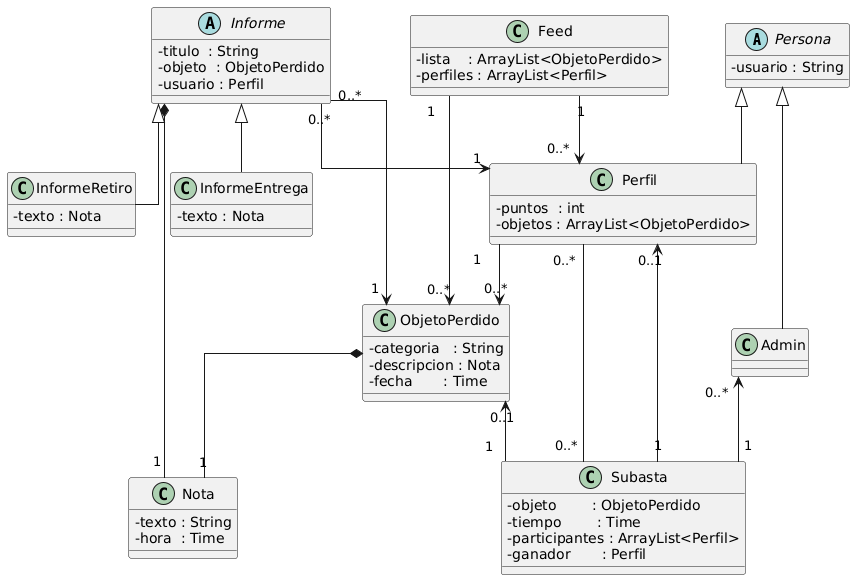 A Informe
-titulo : String
-objeto : ObjetoPerdido
-usuario : Perfil
C Feed
-lista : ArrayList<ObjetoPerdido>
-perfiles : ArrayList<Perfil>
A Persona
-usuario : String
0..*
0..*
1
1
1
0..*
C InformeRetiro
-texto : Nota
C InformeEntrega
-texto : Nota
C Perfil
-puntos : int
-objetos : ArrayList<ObjetoPerdido>
1
0..*
0..1
1
0..*
0..*
C ObjetoPerdido
-categoria : String
-descripcion : Nota
-fecha : Time
C Admin
0..*
0..1
1
0..*
1
1
1
1
C Nota
-texto : String
-hora : Time
C Subasta
-objeto : ObjetoPerdido
-tiempo : Time
-participantes : ArrayList<Perfil>
-ganador : Perfil